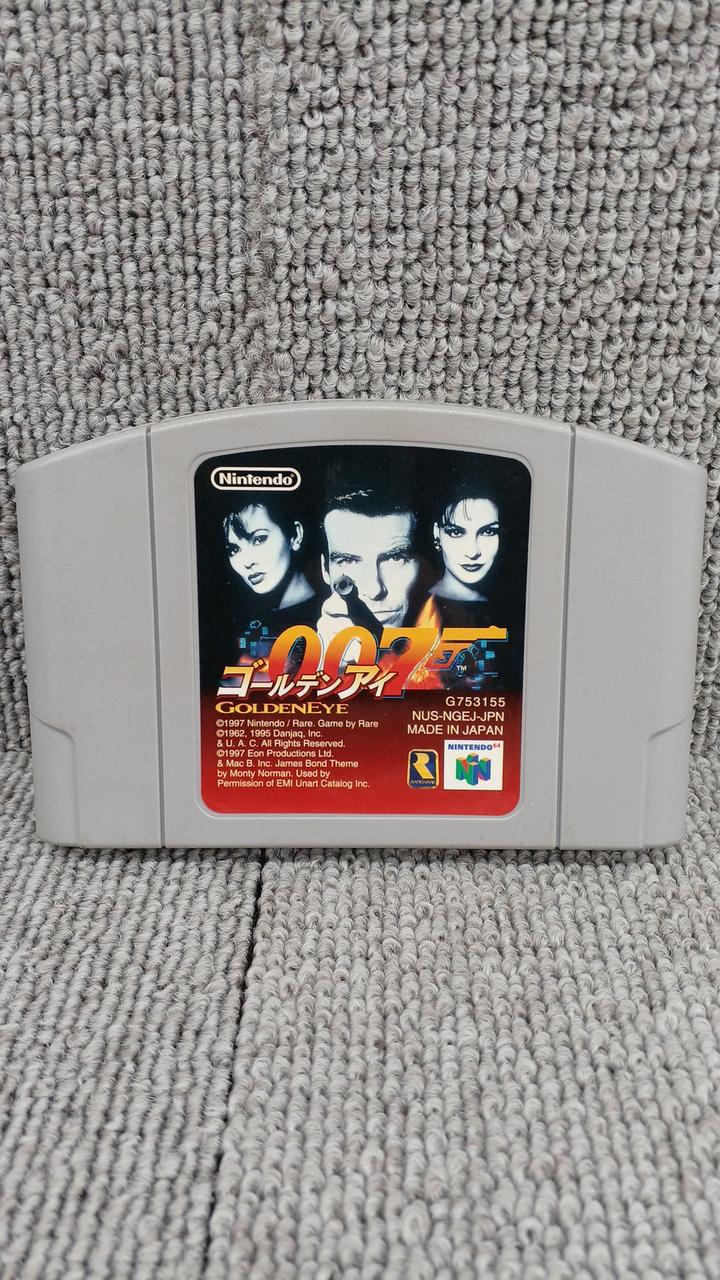 Nintendo
007
ゴールデンアイ
TM
GOLDENEYE
G753155
NUS-NGEJ-JPN
MADE IN JAPAN
©1997 Nintendo / Rare. Game by Rare
©1962, 1995 Danjaq, Inc.
& U. A. C. All Rights Reserved.
©1997 Eon Productions Ltd.
& Mac B. Inc. James Bond Theme
by Monty Norman. Used by
Permission of EMI Unart Catalog Inc.
R
RAREWARE
NINTENDO64